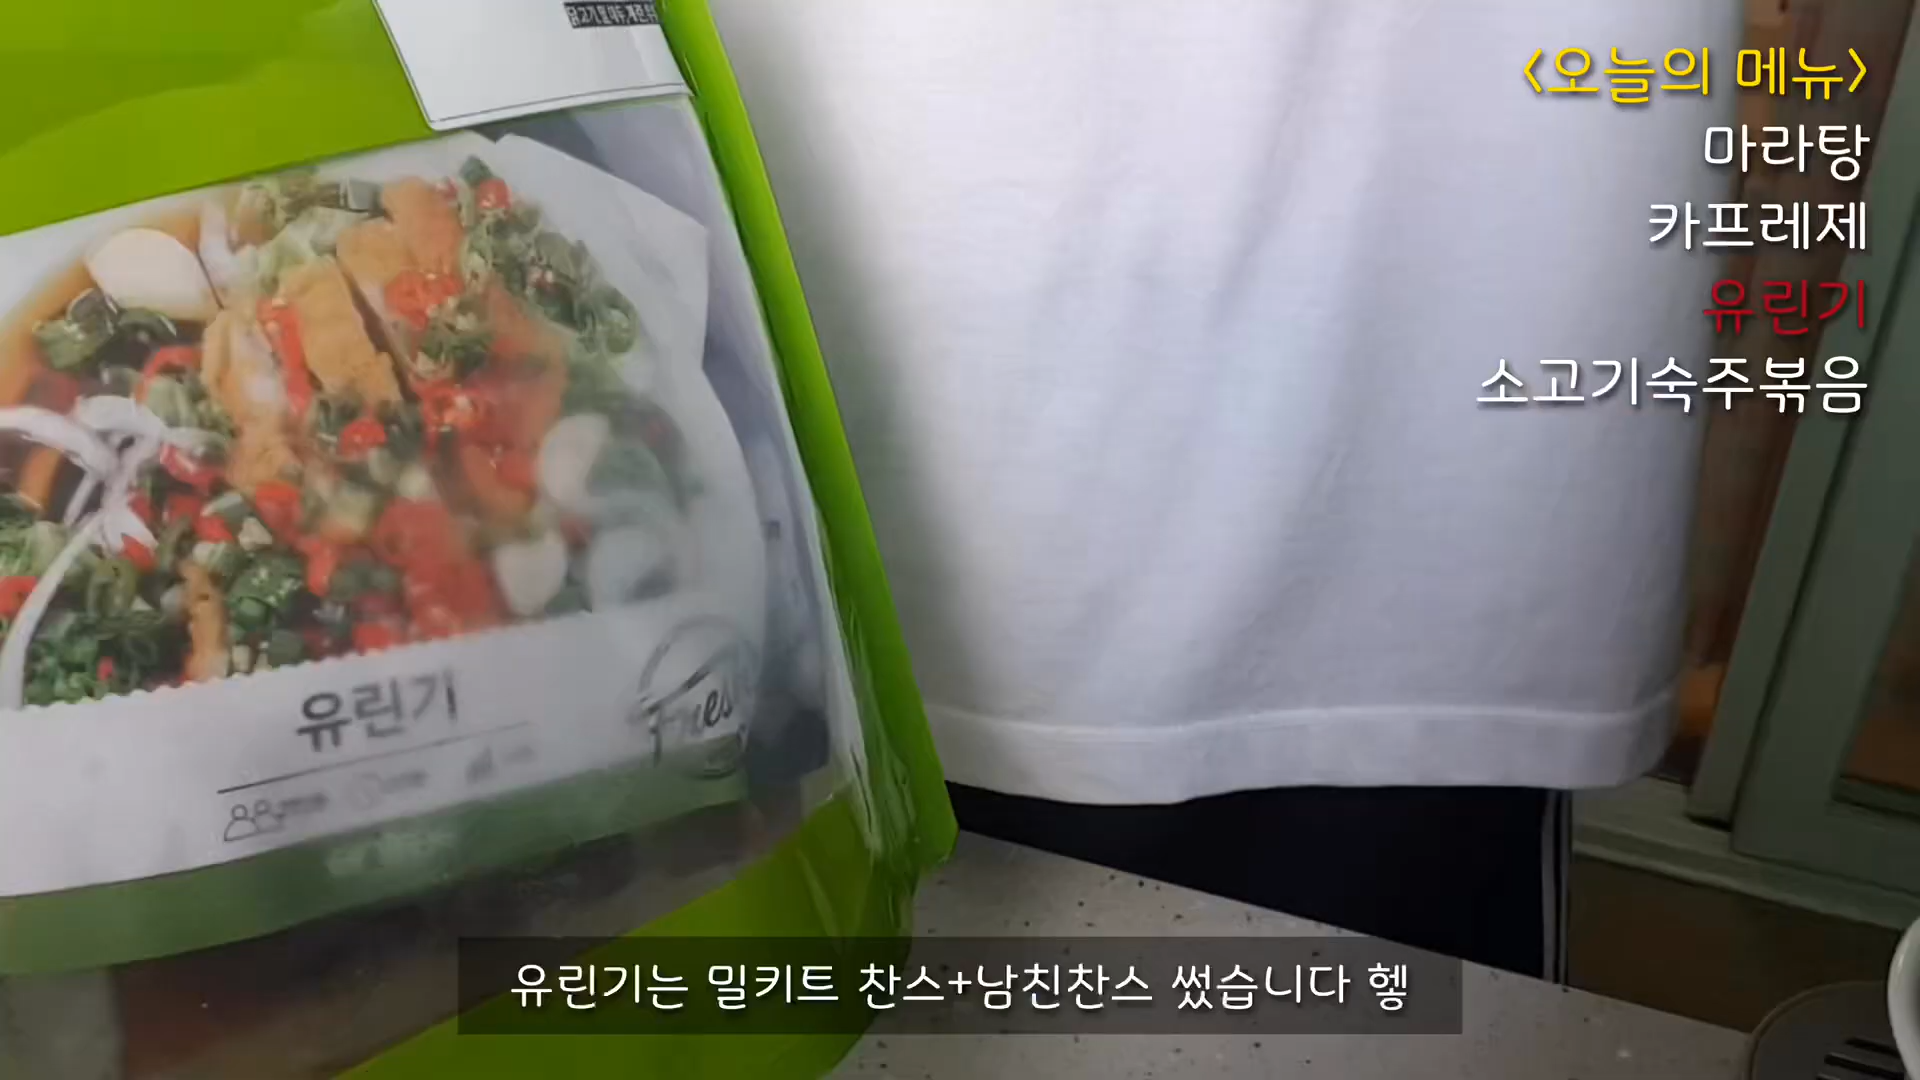 <오늘의 메뉴>
마라탕
카프레제
유린기
소고기숙주볶음
유린기
유린기는 밀키트 찬스+남친찬스 썼습니다 헿